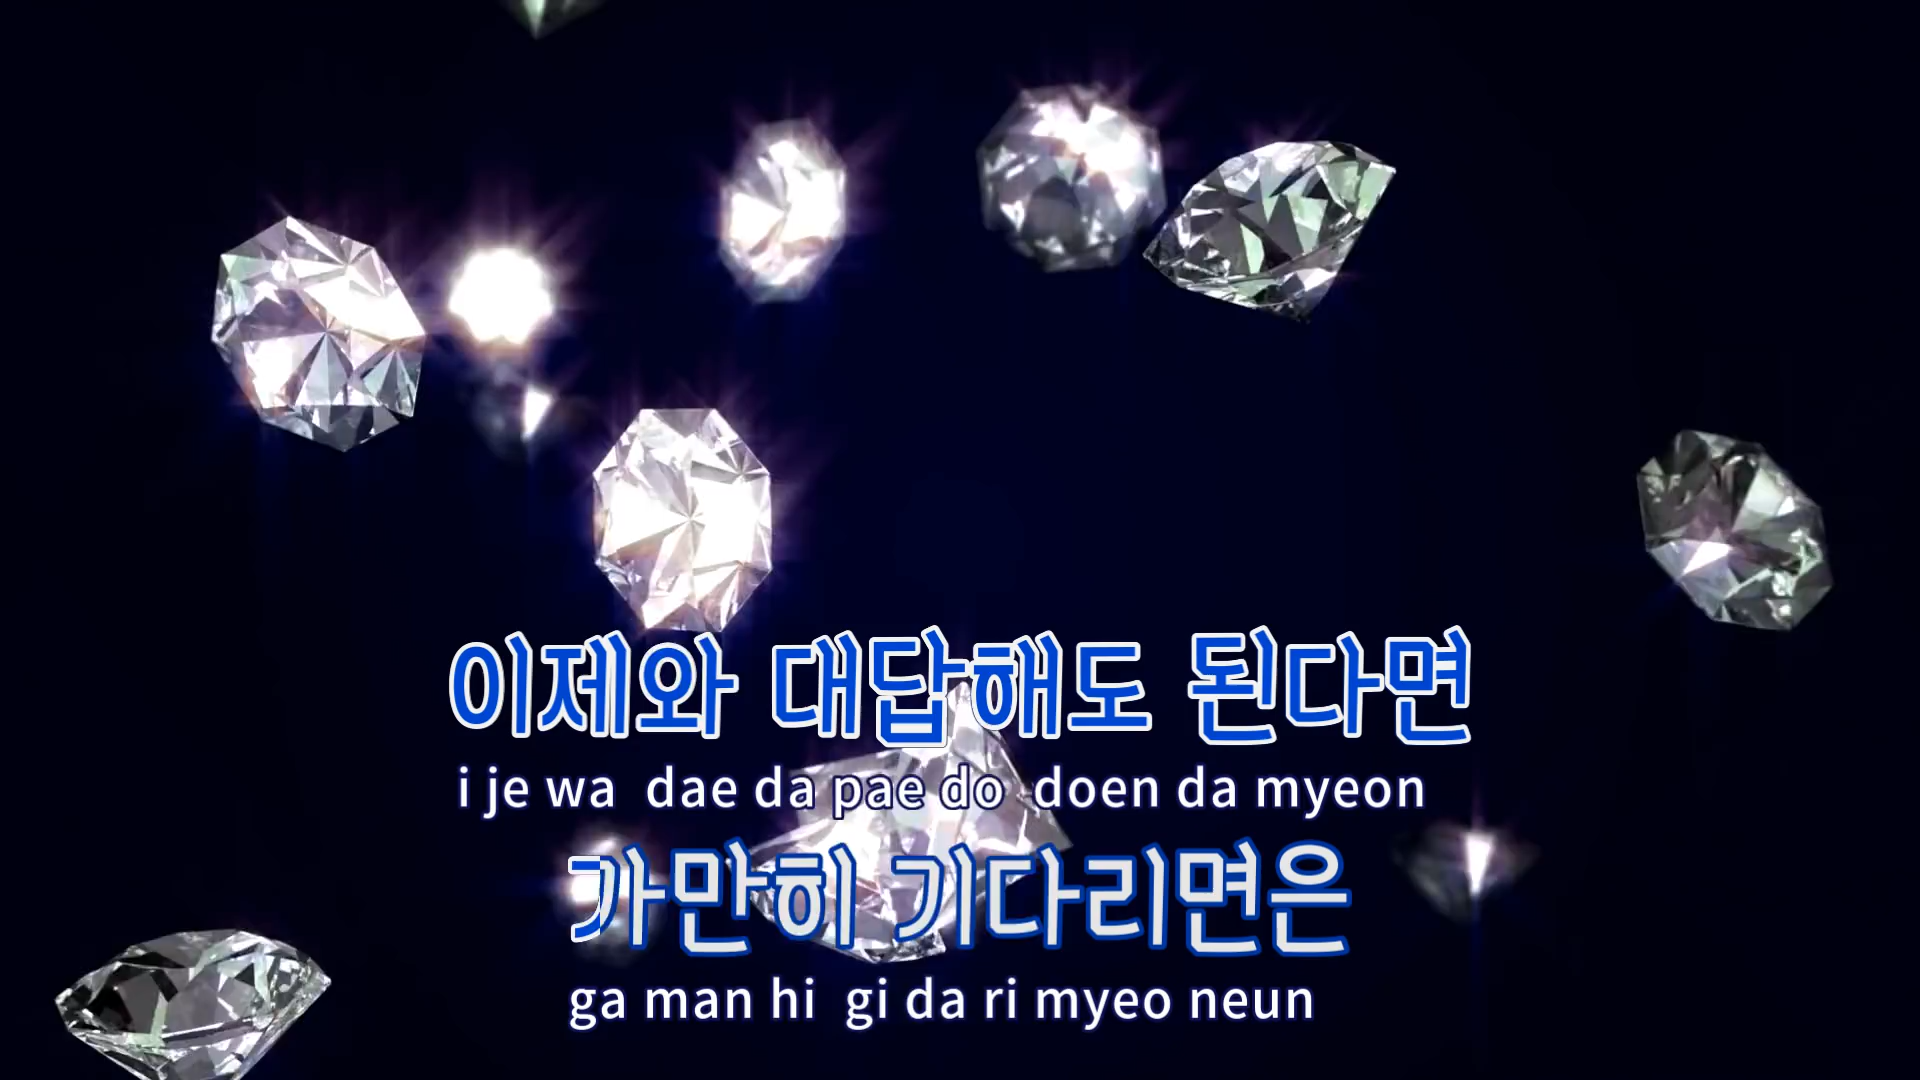 이제와 대답해도 된다면
i je wa dae da pae do doen da myeon
가만히 기다리면은
ga man hi gi da ri myeo neun